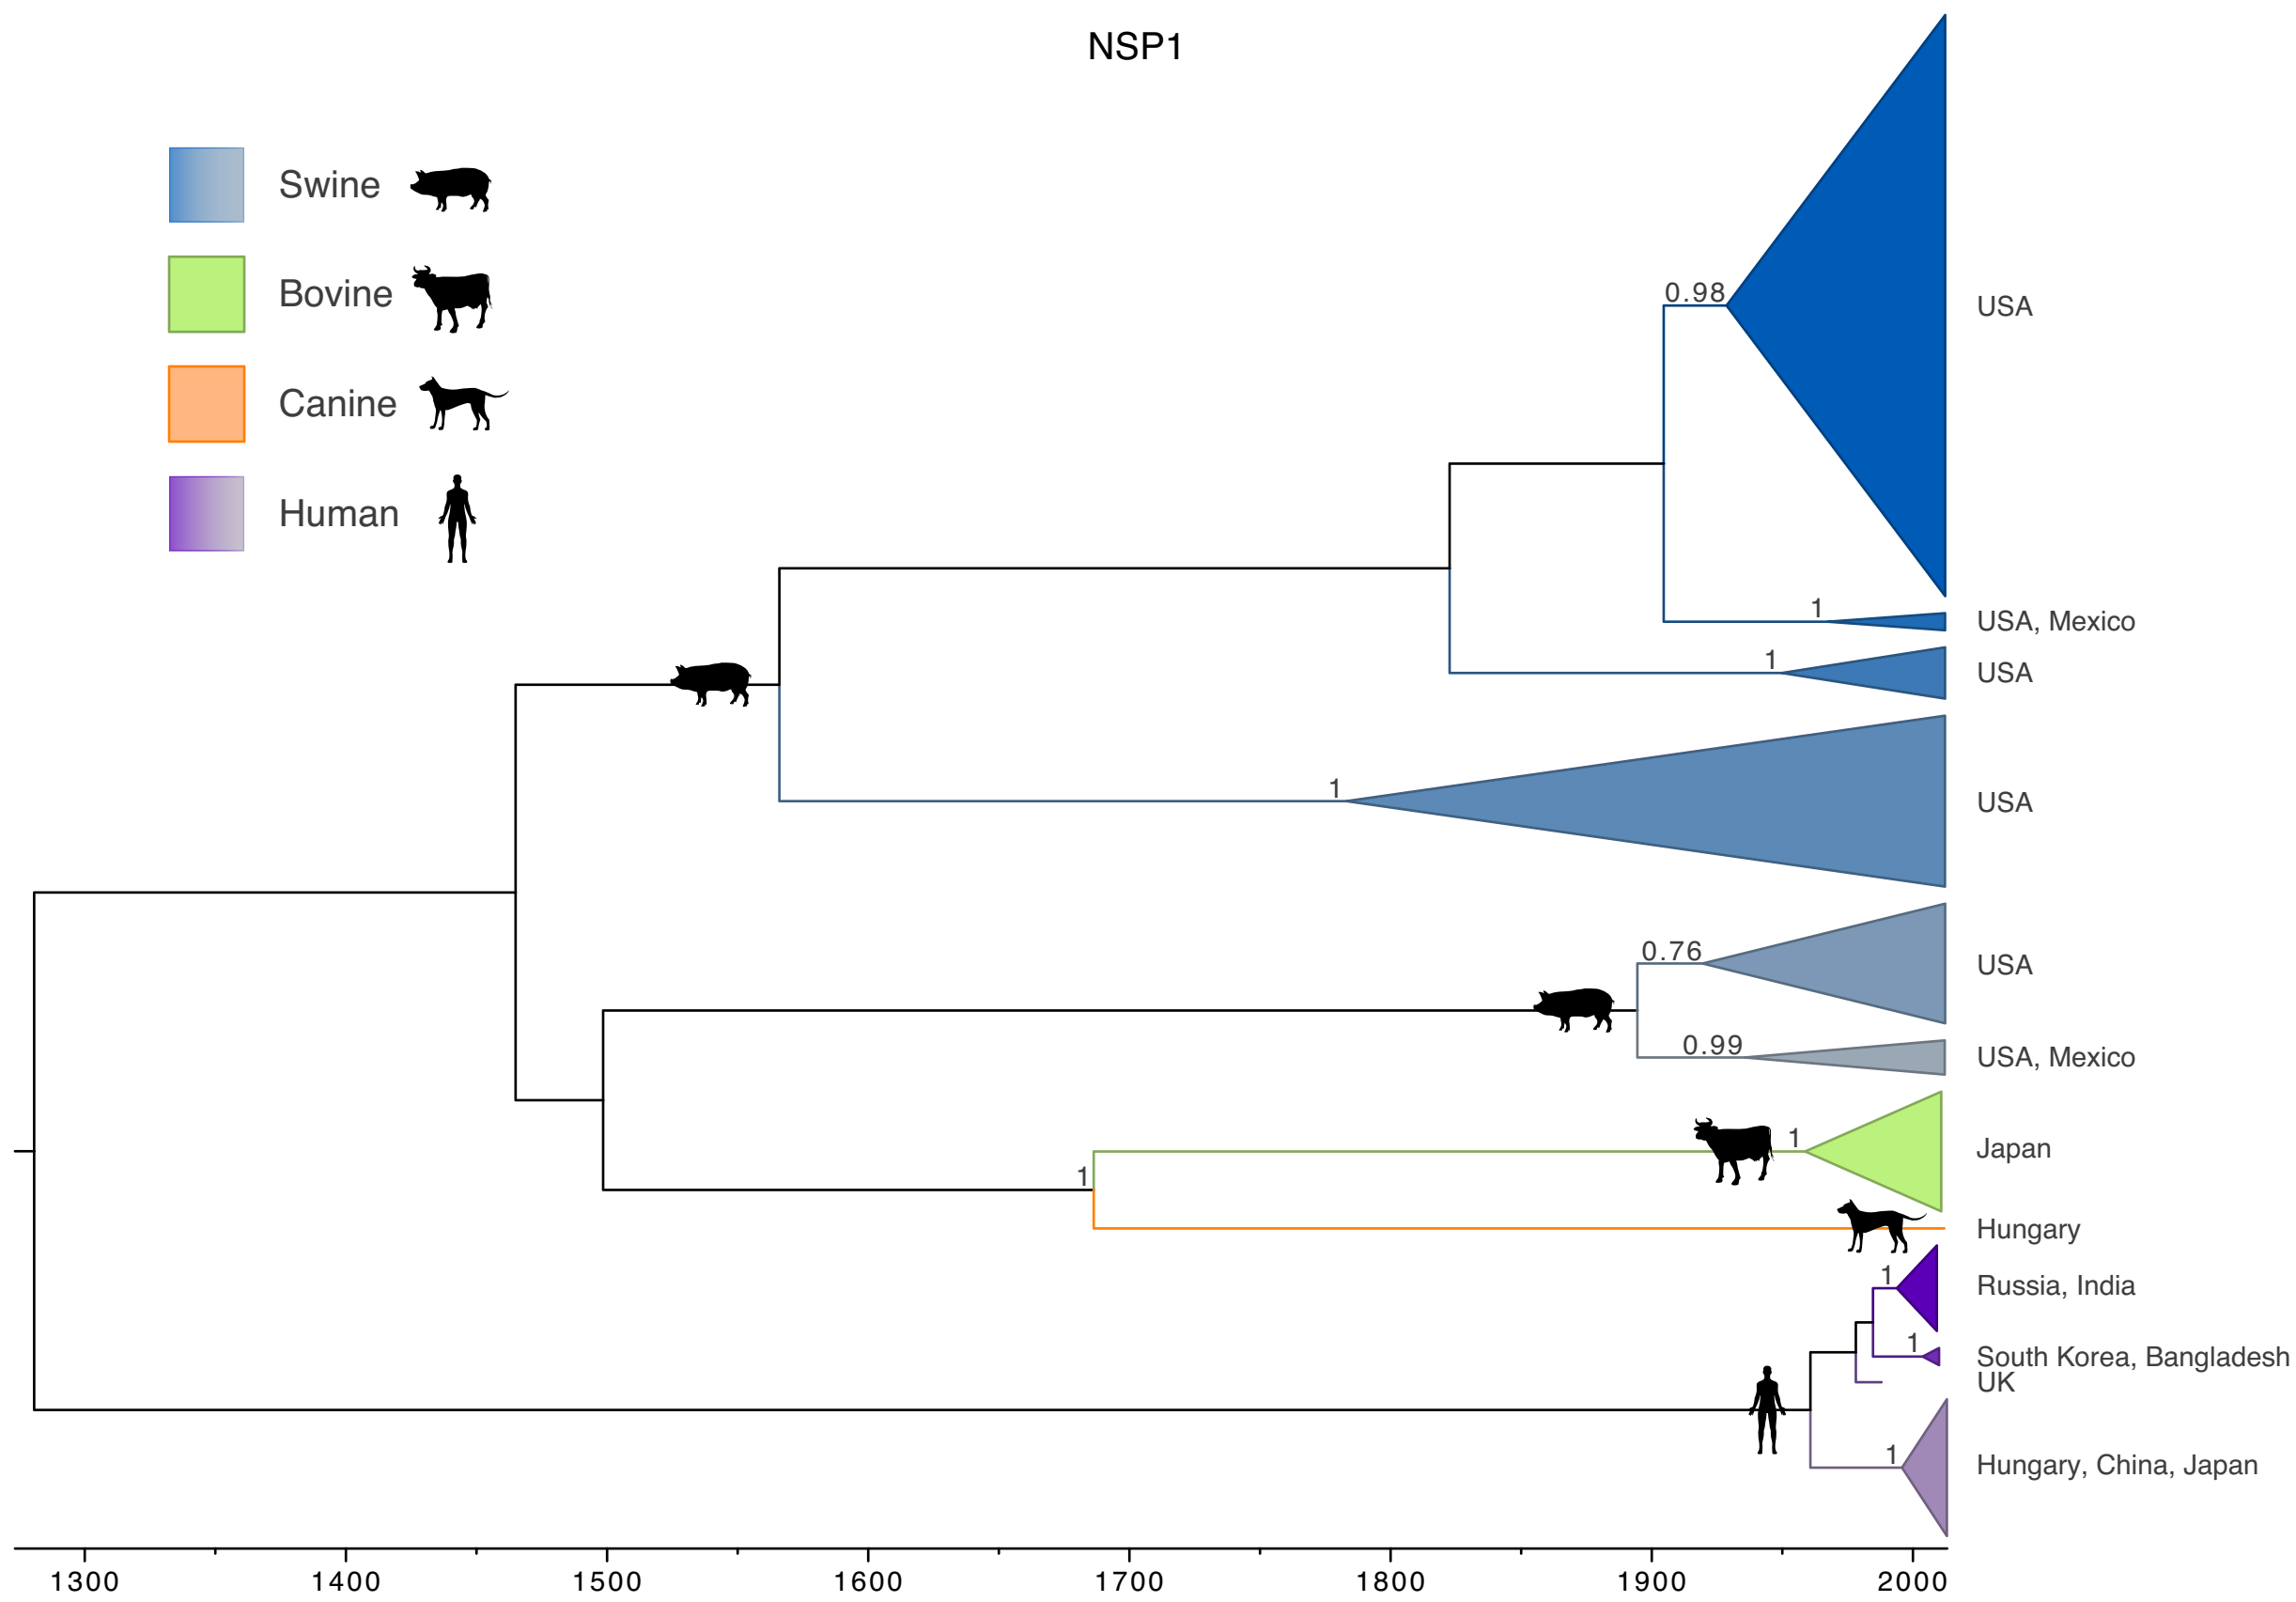 NSP1
Swine
Bovine
Canine
Human
0.98
USA
1
USA, Mexico
1
USA
1
USA
0.76
USA
0.99
USA, Mexico
1
Japan
1
Hungary
1
Russia, India
1
South Korea, Bangladesh
UK
1
Hungary, China, Japan
1300 1400 1500 1600 1700 1800 1900 2000